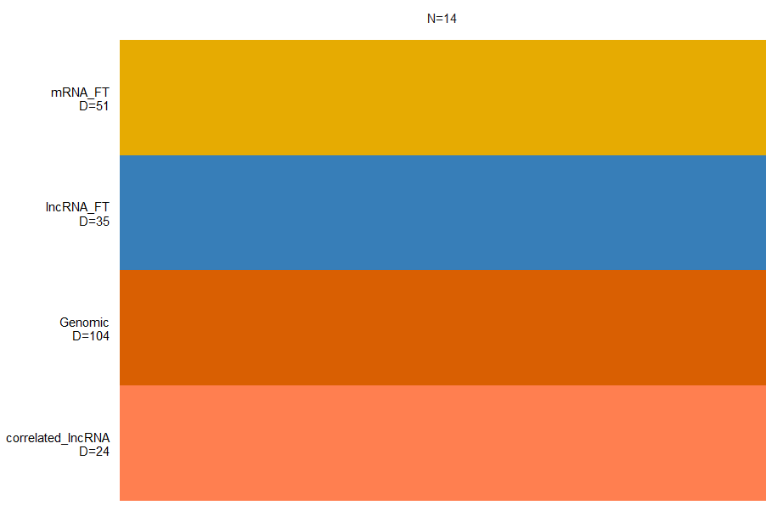 N=14
mRNA_FT
D=51
lncRNA_FT
D=35
Genomic
D=104
correlated_lncRNA
D=24